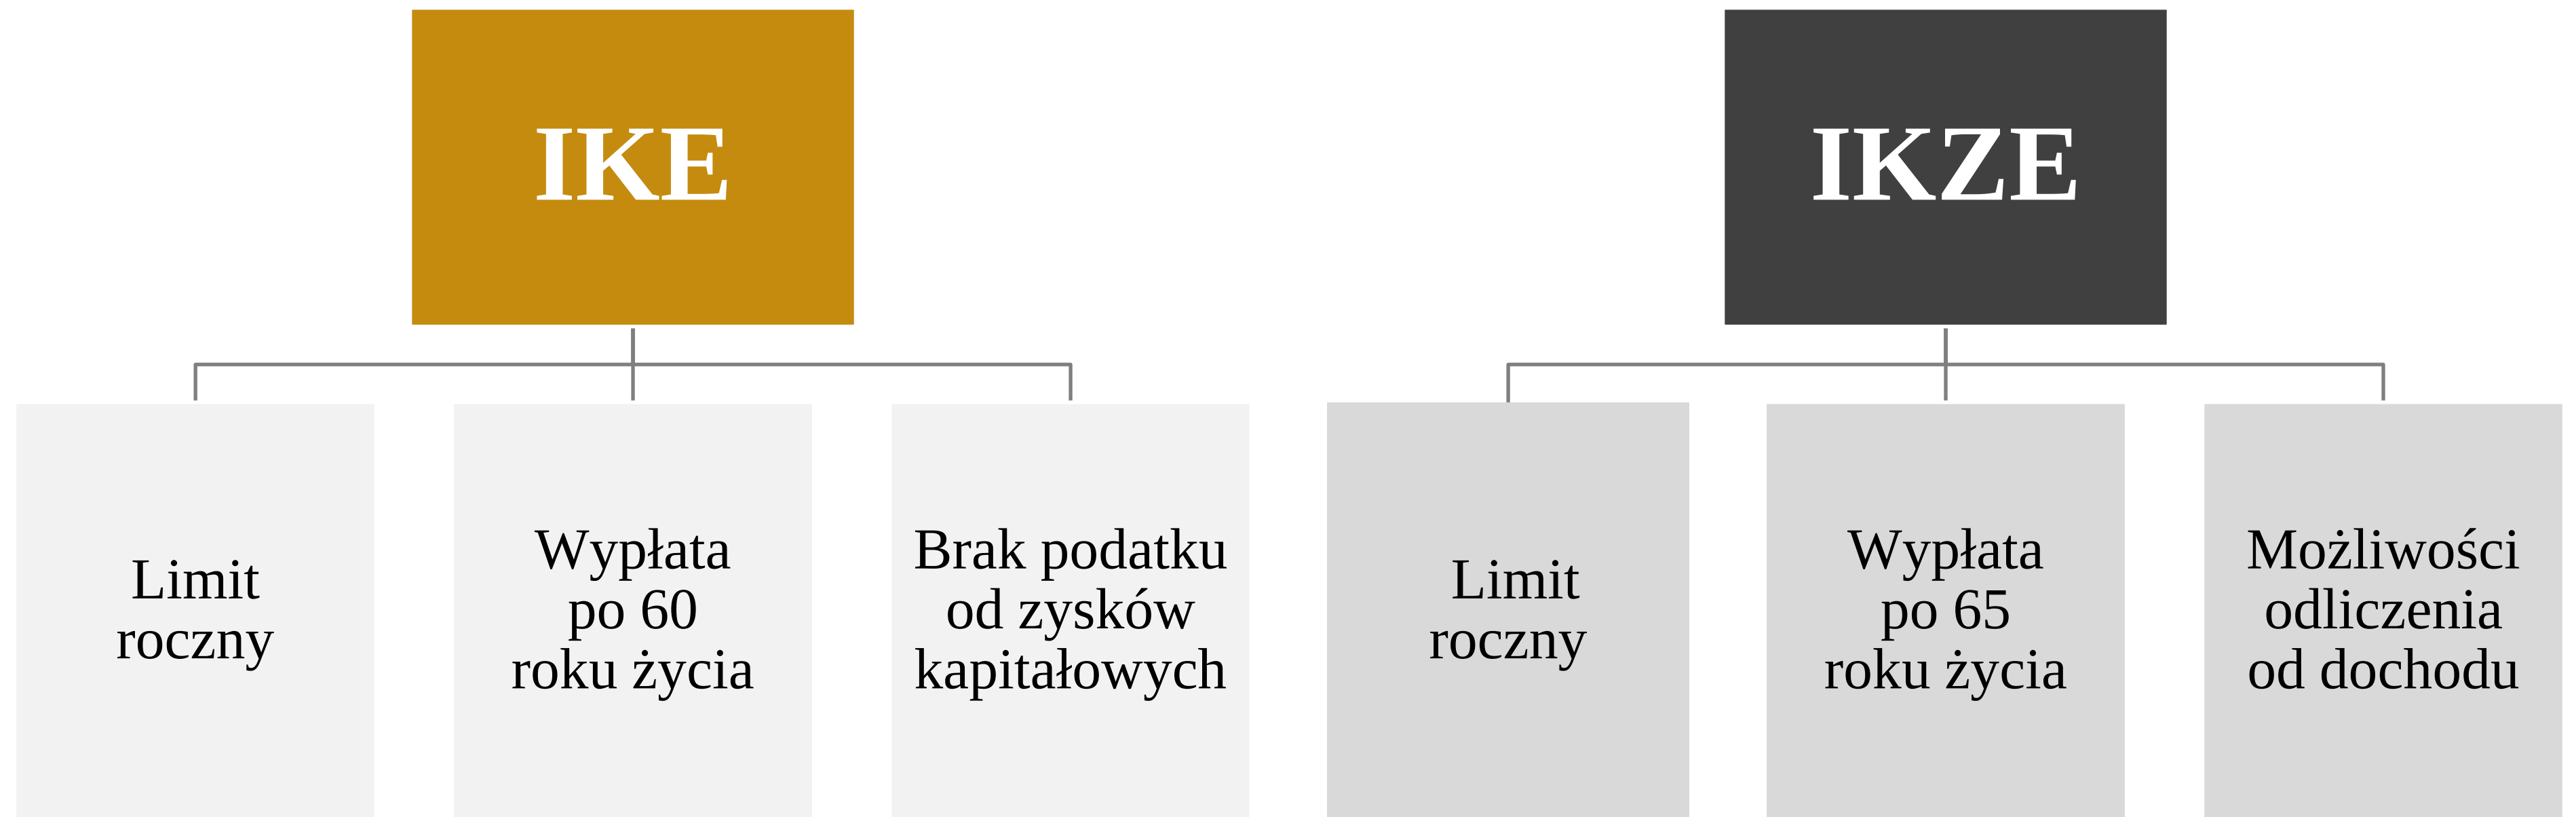 IKE
Limit
roczny
Wypłata
po 60
roku życia
Brak podatku
od zysków
kapitałowych
IKZE
Limit
roczny
Wypłata
po 65
roku życia
Możliwości
odliczenia
od dochodu